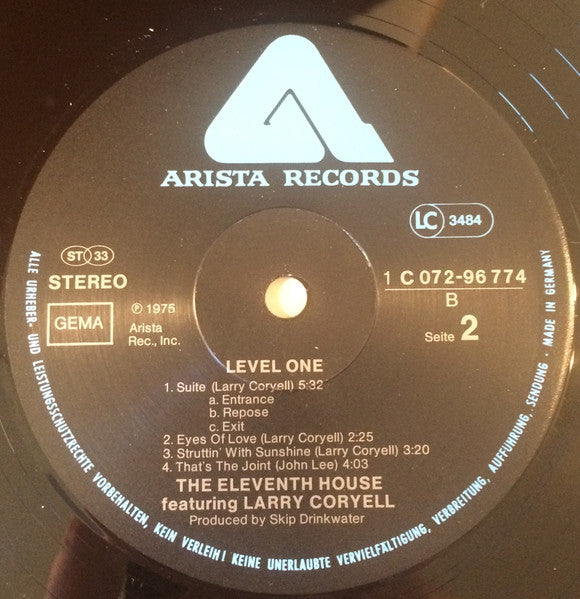 ARISTA RECORDS
LC 3484
ST 33
STEREO
GEMA
℗ 1975
Arista
Rec., Inc.
1 C 072-96 774
B
Seite 2
LEVEL ONE
1. Suite (Larry Coryell) 5:32
a. Entrance
b. Repose
c. Exit
2. Eyes Of Love (Larry Coryell) 2:25
3. Struttin' With Sunshine (Larry Coryell) 3:20
4. That's The Joint (John Lee) 4:03
THE ELEVENTH HOUSE
featuring LARRY CORYELL
Produced by Skip Drinkwater
ALLE URHEBER- UND LEISTUNGSSCHUTZRECHTE VORBEHALTEN, KEIN VERLEIH! KEINE UNERLAUBTE VERVIELFÄLTIGUNG, VERBREITUNG, AUFFÜHRUNG, SENDUNG · MADE IN GERMANY